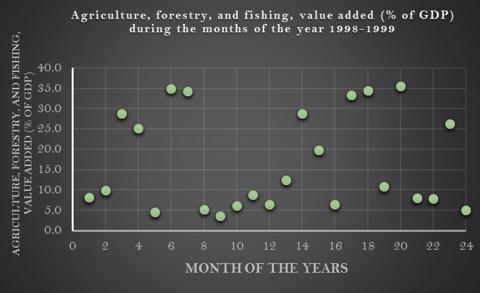 Agriculture, forestry, and fishing, value added (% of GDP)
during the months of the year 1998-1999
AGRICULTURE, FORESTRY, AND FISHING,
VALUE ADDED (% OF GDP)
40.0
35.0
30.0
25.0
20.0
15.0
10.0
5.0
0.0
0 2 4 6 8 10 12 14 16 18 20 22 24
MONTH OF THE YEARS